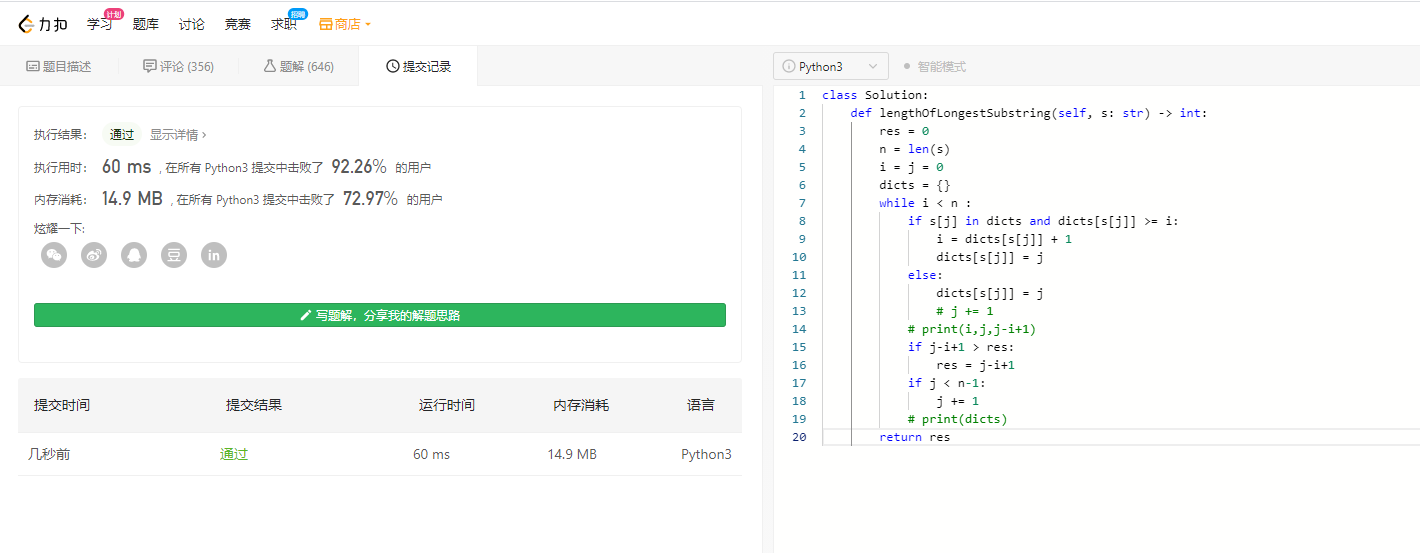 力扣 学习 计划 题库 讨论 竞赛 求职 招聘 商店
题目描述 评论 (356) 题解 (646) 提交记录
Python3 智能模式
执行结果： 通过 显示详情 ›
执行用时： 60 ms , 在所有 Python3 提交中击败了 92.26% 的用户
内存消耗： 14.9 MB , 在所有 Python3 提交中击败了 72.97% 的用户
炫耀一下:
豆 in
写题解，分享我的解题思路
提交时间 提交结果 运行时间 内存消耗 语言
几秒前 通过 60 ms 14.9 MB Python3
1 class Solution:
2     def lengthOfLongestSubstring(self, s: str) -> int:
3         res = 0
4         n = len(s)
5         i = j = 0
6         dicts = {}
7         while i < n :
8             if s[j] in dicts and dicts[s[j]] >= i:
9                 i = dicts[s[j]] + 1
10                 dicts[s[j]] = j
11             else:
12                 dicts[s[j]] = j
13                 # j += 1
14             # print(i,j,j-i+1)
15             if j-i+1 > res:
16                 res = j-i+1
17             if j < n-1:
18                 j += 1
19             # print(dicts)
20         return res